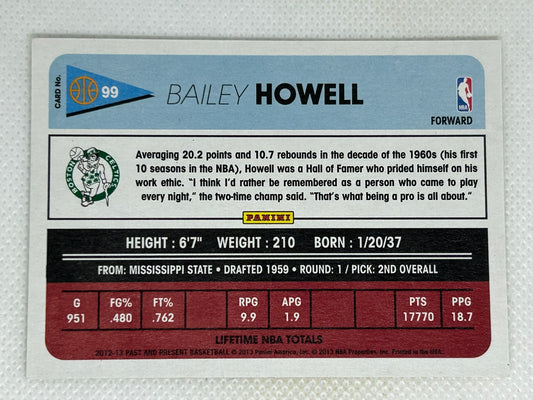 CARD No.
99
BAILEY HOWELL
NBA
FORWARD
BOSTON CELTICS
Averaging 20.2 points and 10.7 rebounds in the decade of the 1960s (his first
10 seasons in the NBA), Howell was a Hall of Famer who prided himself on his
work ethic. "I think I'd rather be remembered as a person who came to play
every night," the two-time champ said. "That's what being a pro is all about."
PANINI
HEIGHT : 6'7" WEIGHT : 210 BORN : 1/20/37
FROM: MISSISSIPPI STATE • DRAFTED 1959 • ROUND: 1 / PICK: 2ND OVERALL
G FG% FT% RPG APG PTS PPG
951 .480 .762 9.9 1.9 17770 18.7
LIFETIME NBA TOTALS
2012-13 PAST AND PRESENT BASKETBALL © 2013 Panini America, Inc. © 2013 NBA Properties, Inc. Printed in the USA.